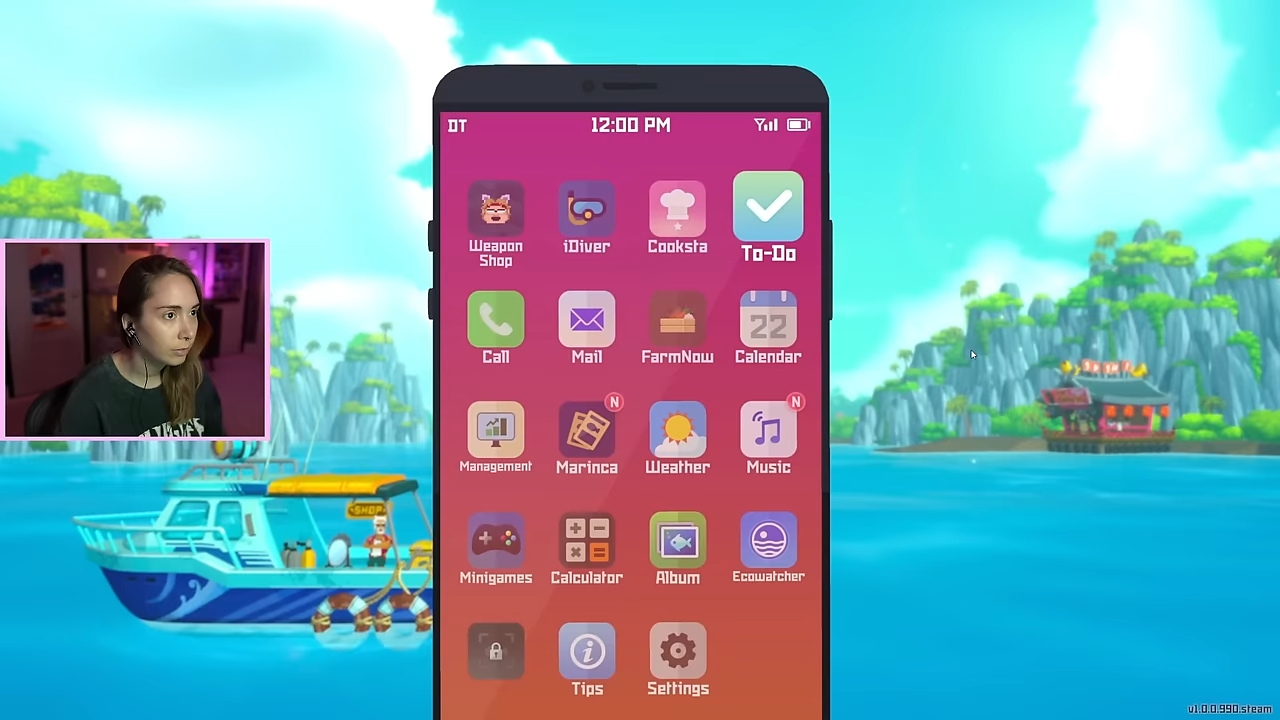 DT
12:00 PM
Weapon
Shop
iDiver
Cooksta
To-Do
Call
Mail
FarmNow
22
Calendar
N
N
Management
Marinca
Weather
Music
SHOP
Minigames
Calculator
Album
Ecowatcher
Tips
Settings
v1.0.0.990.steam